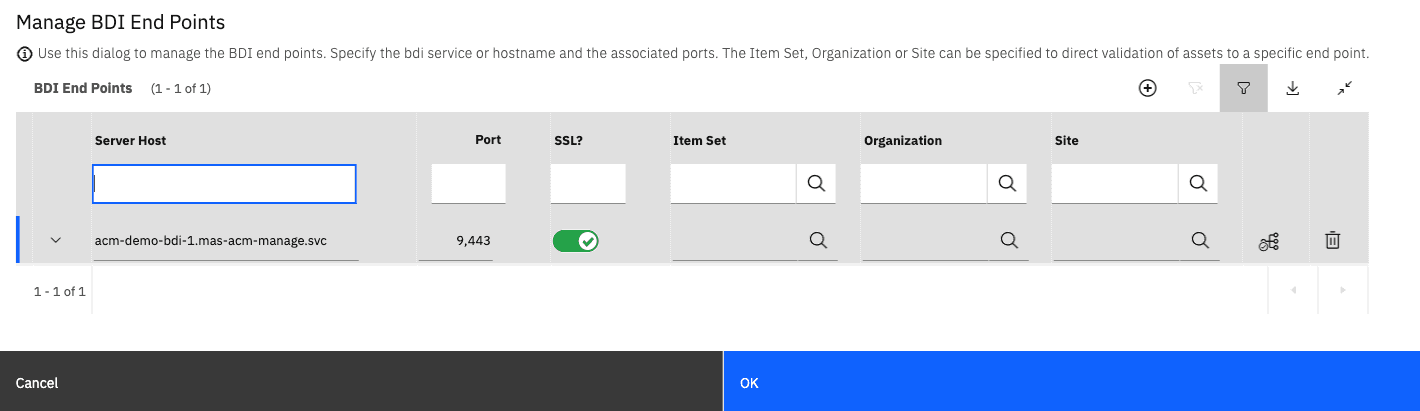 Manage BDI End Points
Use this dialog to manage the BDI end points. Specify the bdi service or hostname and the associated ports. The Item Set, Organization or Site can be specified to direct validation of assets to a specific end point.
BDI End Points (1 - 1 of 1)
Server Host Port SSL? Item Set Organization Site
acm-demo-bdi-1.mas-acm-manage.svc 9,443
1 - 1 of 1
Cancel OK